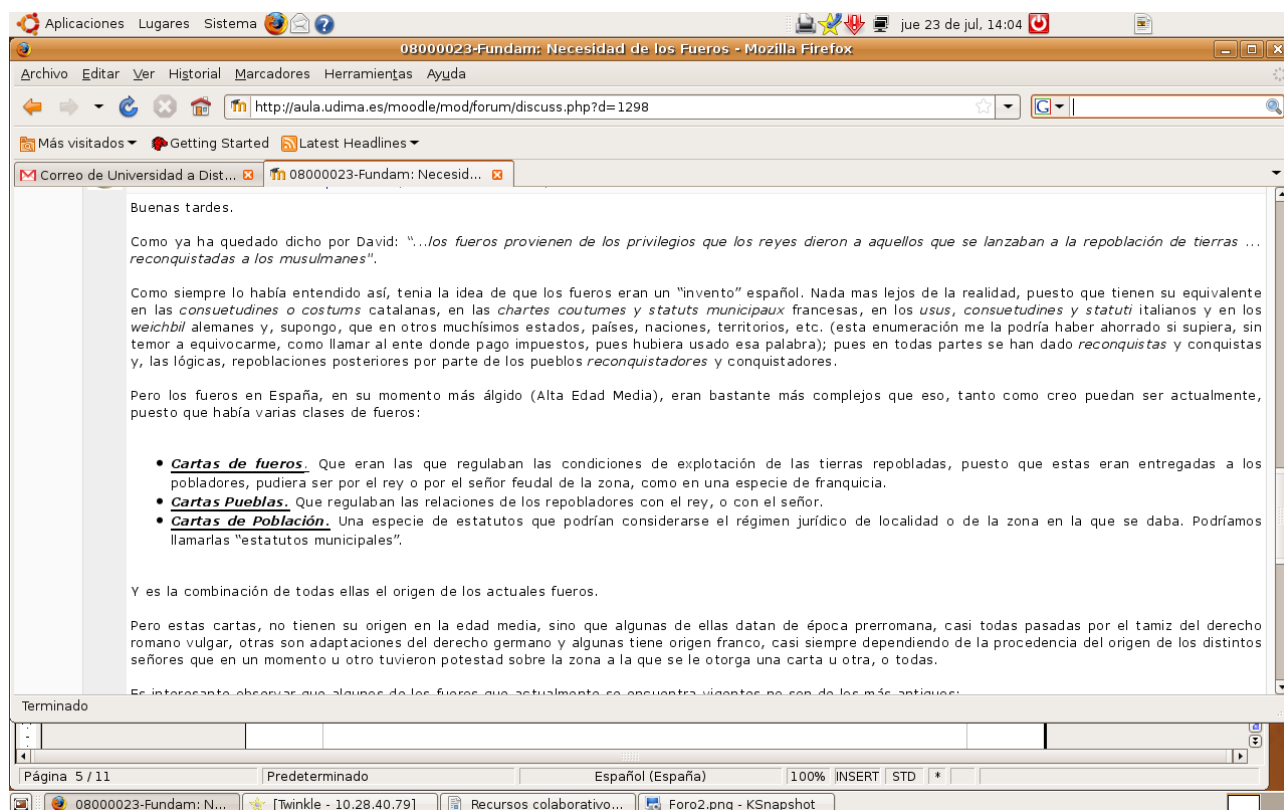 Aplicaciones Lugares Sistema jue 23 de jul, 14:04
08000023-Fundam: Necesidad de los Fueros - Mozilla Firefox
Archivo Editar Ver Historial Marcadores Herramientas Ayuda
http://aula.udima.es/moodle/mod/forum/discuss.php?d=1298
Más visitados Getting Started Latest Headlines
Correo de Universidad a Dist... 08000023-Fundam: Necesid...
Buenas tardes.
Como ya ha quedado dicho por David: "...los fueros provienen de los privilegios que los reyes dieron a aquellos que se lanzaban a la repoblación de tierras ...
reconquistadas a los musulmanes".
Como siempre lo había entendido así, tenia la idea de que los fueros eran un "invento" español. Nada mas lejos de la realidad, puesto que tienen su equivalente
en las consuetudines o costums catalanas, en las chartes coutumes y statuts municipaux francesas, en los usus, consuetudines y statuti italianos y en los
weichbil alemanes y, supongo, que en otros muchísimos estados, países, naciones, territorios, etc. (esta enumeración me la podría haber ahorrado si supiera, sin
temor a equivocarme, como llamar al ente donde pago impuestos, pues hubiera usado esa palabra); pues en todas partes se han dado reconquistas y conquistas
y, las lógicas, repoblaciones posteriores por parte de los pueblos reconquistadores y conquistadores.
Pero los fueros en España, en su momento más álgido (Alta Edad Media), eran bastante más complejos que eso, tanto como creo puedan ser actualmente,
puesto que había varias clases de fueros:
• Cartas de fueros. Que eran las que regulaban las condiciones de explotación de las tierras repobladas, puesto que estas eran entregadas a los
pobladores, pudiera ser por el rey o por el señor feudal de la zona, como en una especie de franquicia.
• Cartas Pueblas. Que regulaban las relaciones de los repobladores con el rey, o con el señor.
• Cartas de Población. Una especie de estatutos que podrían considerarse el régimen jurídico de localidad o de la zona en la que se daba. Podríamos
llamarlas "estatutos municipales".
Y es la combinación de todas ellas el origen de los actuales fueros.
Pero estas cartas, no tienen su origen en la edad media, sino que algunas de ellas datan de época prerromana, casi todas pasadas por el tamiz del derecho
romano vulgar, otras son adaptaciones del derecho germano y algunas tiene origen franco, casi siempre dependiendo de la procedencia del origen de los distintos
señores que en un momento u otro tuvieron potestad sobre la zona a la que se le otorga una carta u otra, o todas.
Es interesante observar que algunos de los fueros que actualmente se encuentra vigentes no son de los más antiguos:
Terminado
Página 5 / 11 Predeterminado Español (España) 100% INSERT STD *
08000023-Fundam: N... [Twinkle - 10.28.40.79] Recursos colaborativo... Foro2.png - KSnapshot